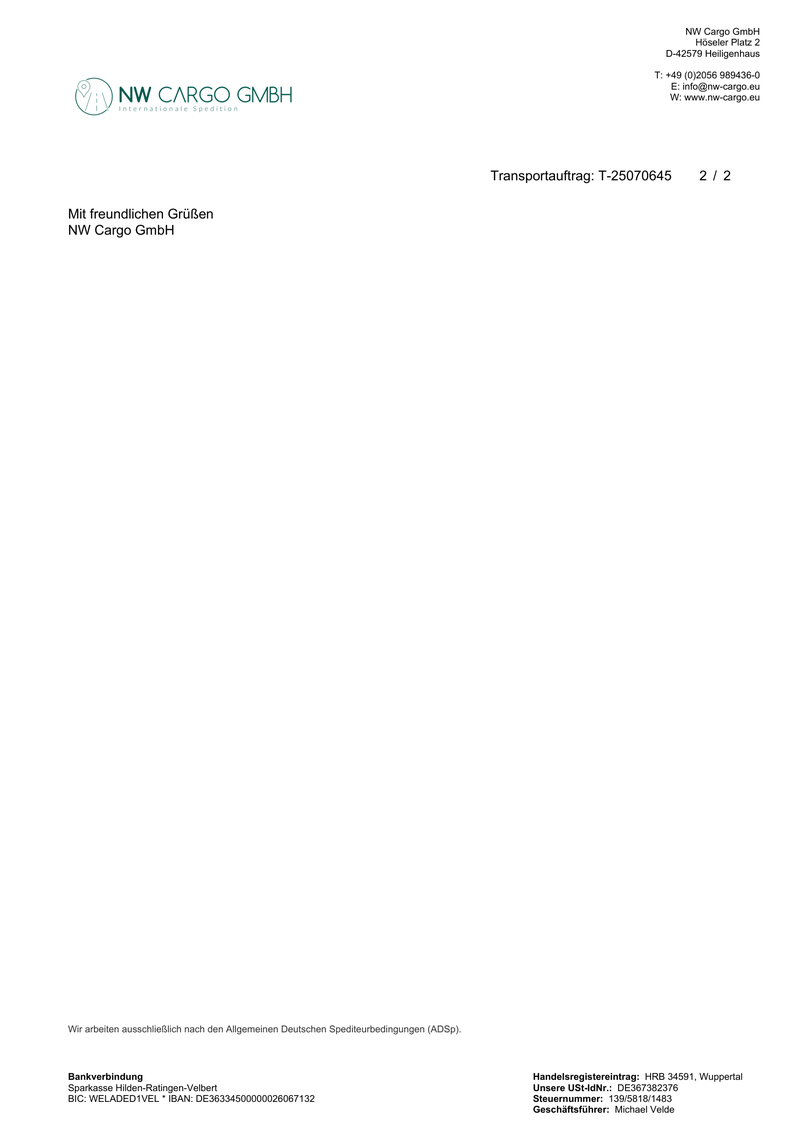 NW Cargo GmbH
Höseler Platz 2
D-42579 Heiligenhaus
T: +49 (0)2056 989436-0
E: info@nw-cargo.eu
W: www.nw-cargo.eu
NW CARGO GMBH
Internationale Spedition
Transportauftrag: T-25070645 2 / 2
Mit freundlichen Grüßen
NW Cargo GmbH
Wir arbeiten ausschließlich nach den Allgemeinen Deutschen Spediteurbedingungen (ADSp).
Bankverbindung
Sparkasse Hilden-Ratingen-Velbert
BIC: WELADED1VEL * IBAN: DE36334500000026067132
Handelsregistereintrag: HRB 34591, Wuppertal
Unsere USt-IdNr.: DE367382376
Steuernummer: 139/5818/1483
Geschäftsführer: Michael Velde